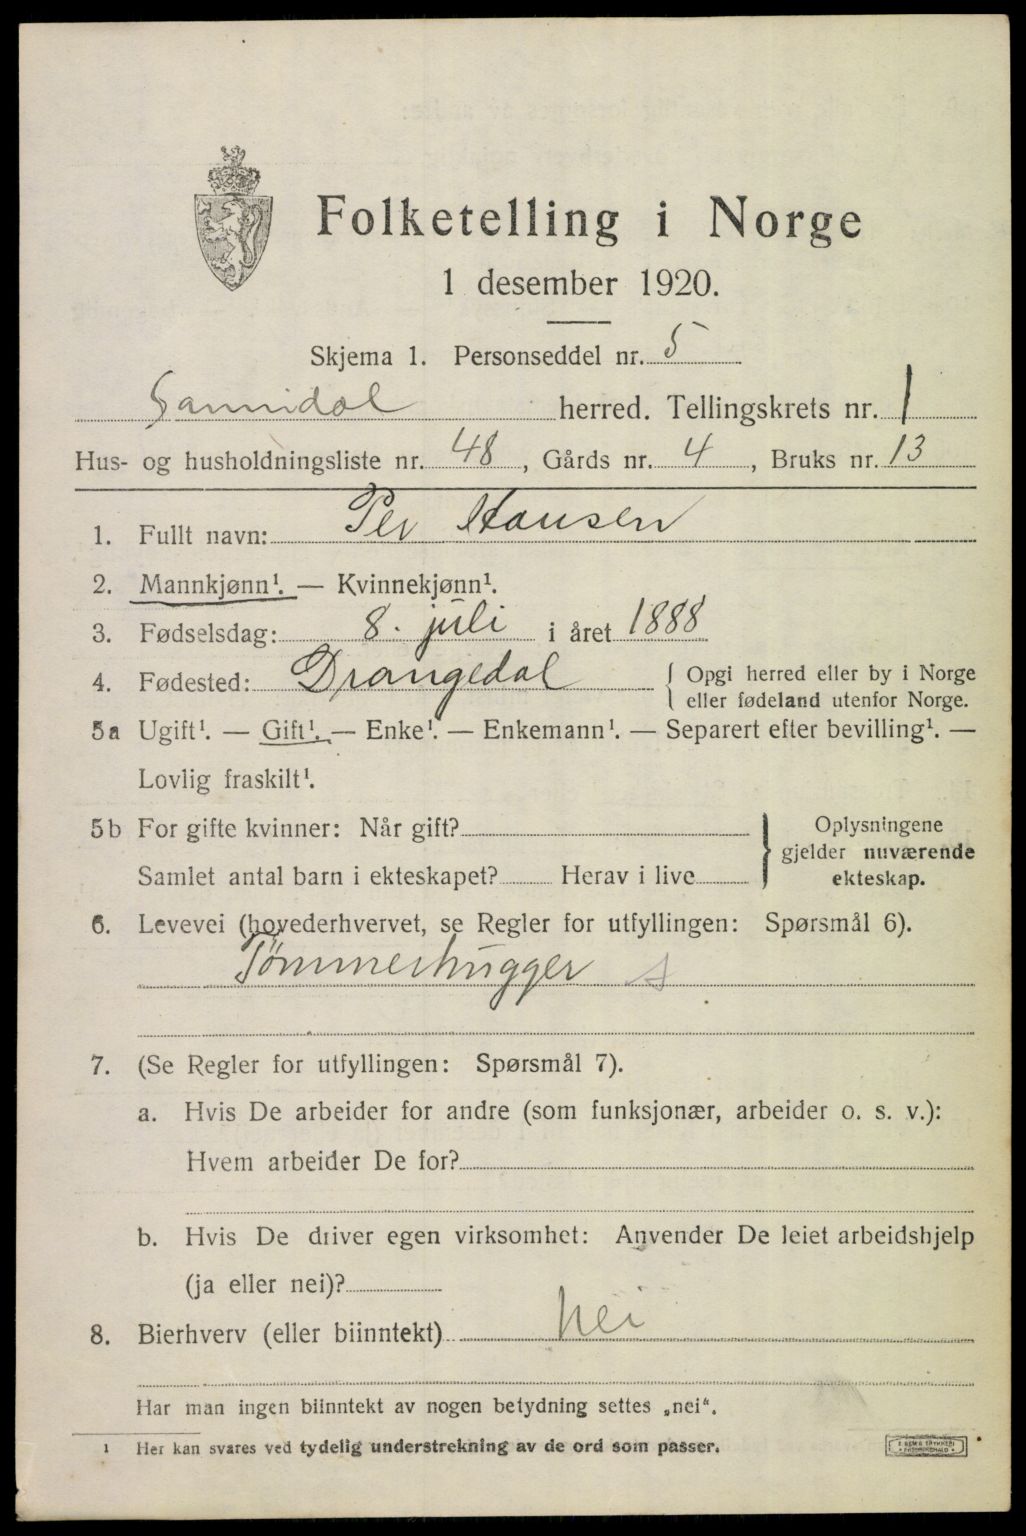 Folketelling i Norge
1 desember 1920.
Skjema 1. Personseddel nr. 5
Sannidal herred. Tellingskrets nr. 1
Hus- og husholdningsliste nr. 48, Gårds nr. 4, Bruks nr. 13
1. Fullt navn: Per Hansen
2. Mannkjønn¹. — Kvinnekjønn¹.
3. Fødselsdag: 8. juli i året 1888
4. Fødested: Drangedal { Opgi herred eller by i Norge
eller fødeland utenfor Norge.
5a Ugift¹. — Gift¹. — Enke¹. — Enkemann¹. — Separert efter bevilling¹. —
Lovlig fraskilt¹.
5b For gifte kvinner: Når gift? } Oplysningene
gjelder nuværende
Samlet antal barn i ekteskapet? Herav i live
ekteskap.
6. Levevei (hovederhvervet, se Regler for utfyllingen: Spørsmål 6).
Tømmerhugger A
7. (Se Regler for utfyllingen: Spørsmål 7).
a. Hvis De arbeider for andre (som funksjonær, arbeider o. s. v.):
Hvem arbeider De for?
b. Hvis De driver egen virksomhet: Anvender De leiet arbeidshjelp
(ja eller nei)?
8. Bierhverv (eller biinntekt) Nei
Har man ingen biinntekt av nogen betydning settes „nei“.
¹ Her kan svares ved tydelig understrekning av de ord som passer.